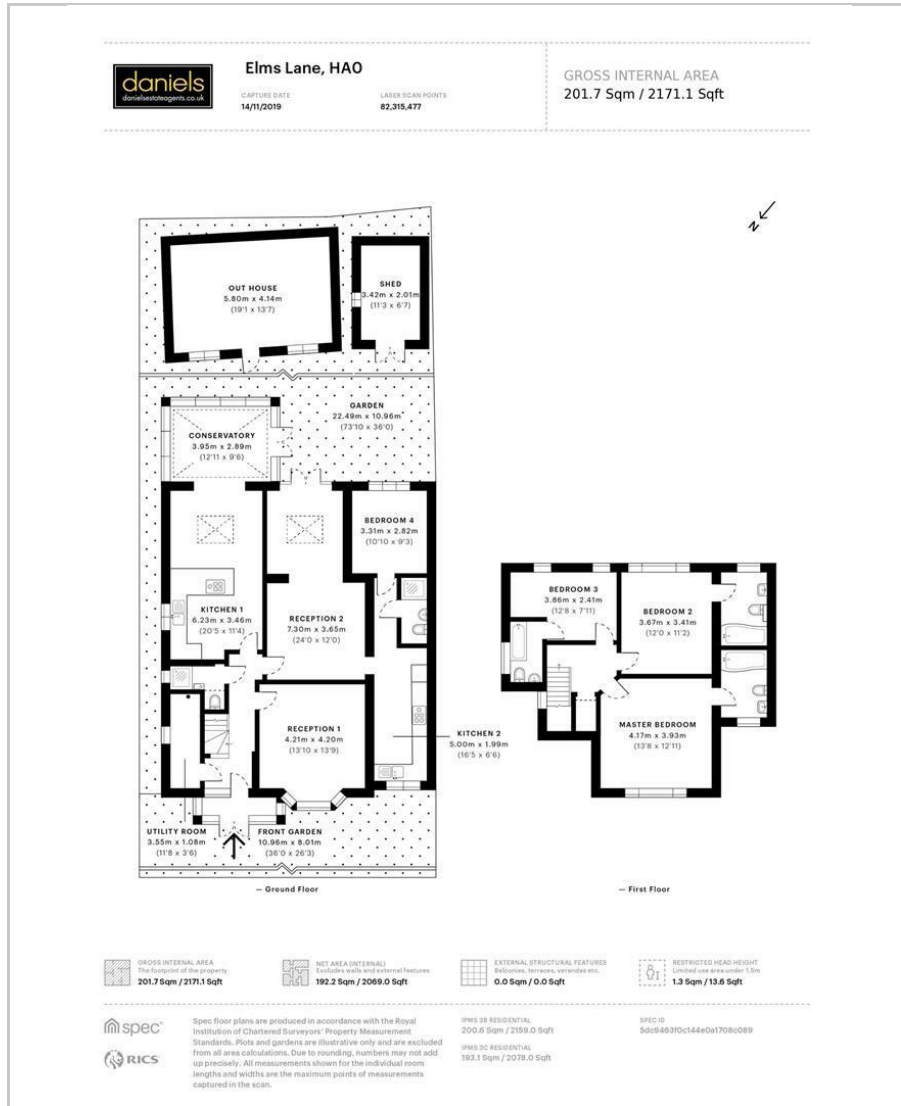 daniels
danielsestateagents.co.uk
Elms Lane, HA0
CAPTURE DATE
14/11/2019
LASER SCAN POINTS
82,315,477
GROSS INTERNAL AREA
201.7 Sqm / 2171.1 Sqft
N
OUT HOUSE
5.80m x 4.14m
(19'1 x 13'7)
SHED
3.42m x 2.01m
(11'3 x 6'7)
GARDEN
22.49m x 10.96m
(73'10 x 36'0)
CONSERVATORY
3.95m x 2.89m
(12'11 x 9'6)
BEDROOM 4
3.31m x 2.82m
(10'10 x 9'3)
KITCHEN 1
6.23m x 3.46m
(20'5 x 11'4)
RECEPTION 2
7.30m x 3.65m
(24'0 x 12'0)
BEDROOM 3
3.86m x 2.41m
(12'8 x 7'11)
BEDROOM 2
3.67m x 3.41m
(12'0 x 11'2)
RECEPTION 1
4.21m x 4.20m
(13'10 x 13'9)
KITCHEN 2
5.00m x 1.99m
(16'5 x 6'6)
MASTER BEDROOM
4.17m x 3.93m
(13'8 x 12'11)
UTILITY ROOM
3.55m x 1.08m
(11'8 x 3'6)
FRONT GARDEN
10.96m x 8.01m
(36'0 x 26'3)
— Ground Floor
— First Floor
GROSS INTERNAL AREA
The footprint of the property
201.7 Sqm / 2171.1 Sqft
NET AREA (INTERNAL)
Excludes walls and external features
192.2 Sqm / 2069.0 Sqft
EXTERNAL STRUCTURAL FEATURES
Balconies, terraces, verandas etc.
0.0 Sqm / 0.0 Sqft
RESTRICTED HEAD HEIGHT
Limited use area under 1.5m
1.3 Sqm / 13.6 Sqft
spec
RICS
Spec floor plans are produced in accordance with the Royal
Institution of Chartered Surveyors' Property Measurement
Standards. Plots and gardens are illustrative only and are excluded
from all area calculations. Due to rounding, numbers may not add
up precisely. All measurements shown for the individual room
lengths and widths are the maximum points of measurements
captured in the scan.
IPMS 3B RESIDENTIAL
200.6 Sqm / 2159.0 Sqft
IPMS 3C RESIDENTIAL
193.1 Sqm / 2078.0 Sqft
SPEC ID
5dc9463f0c144e0a1708c089